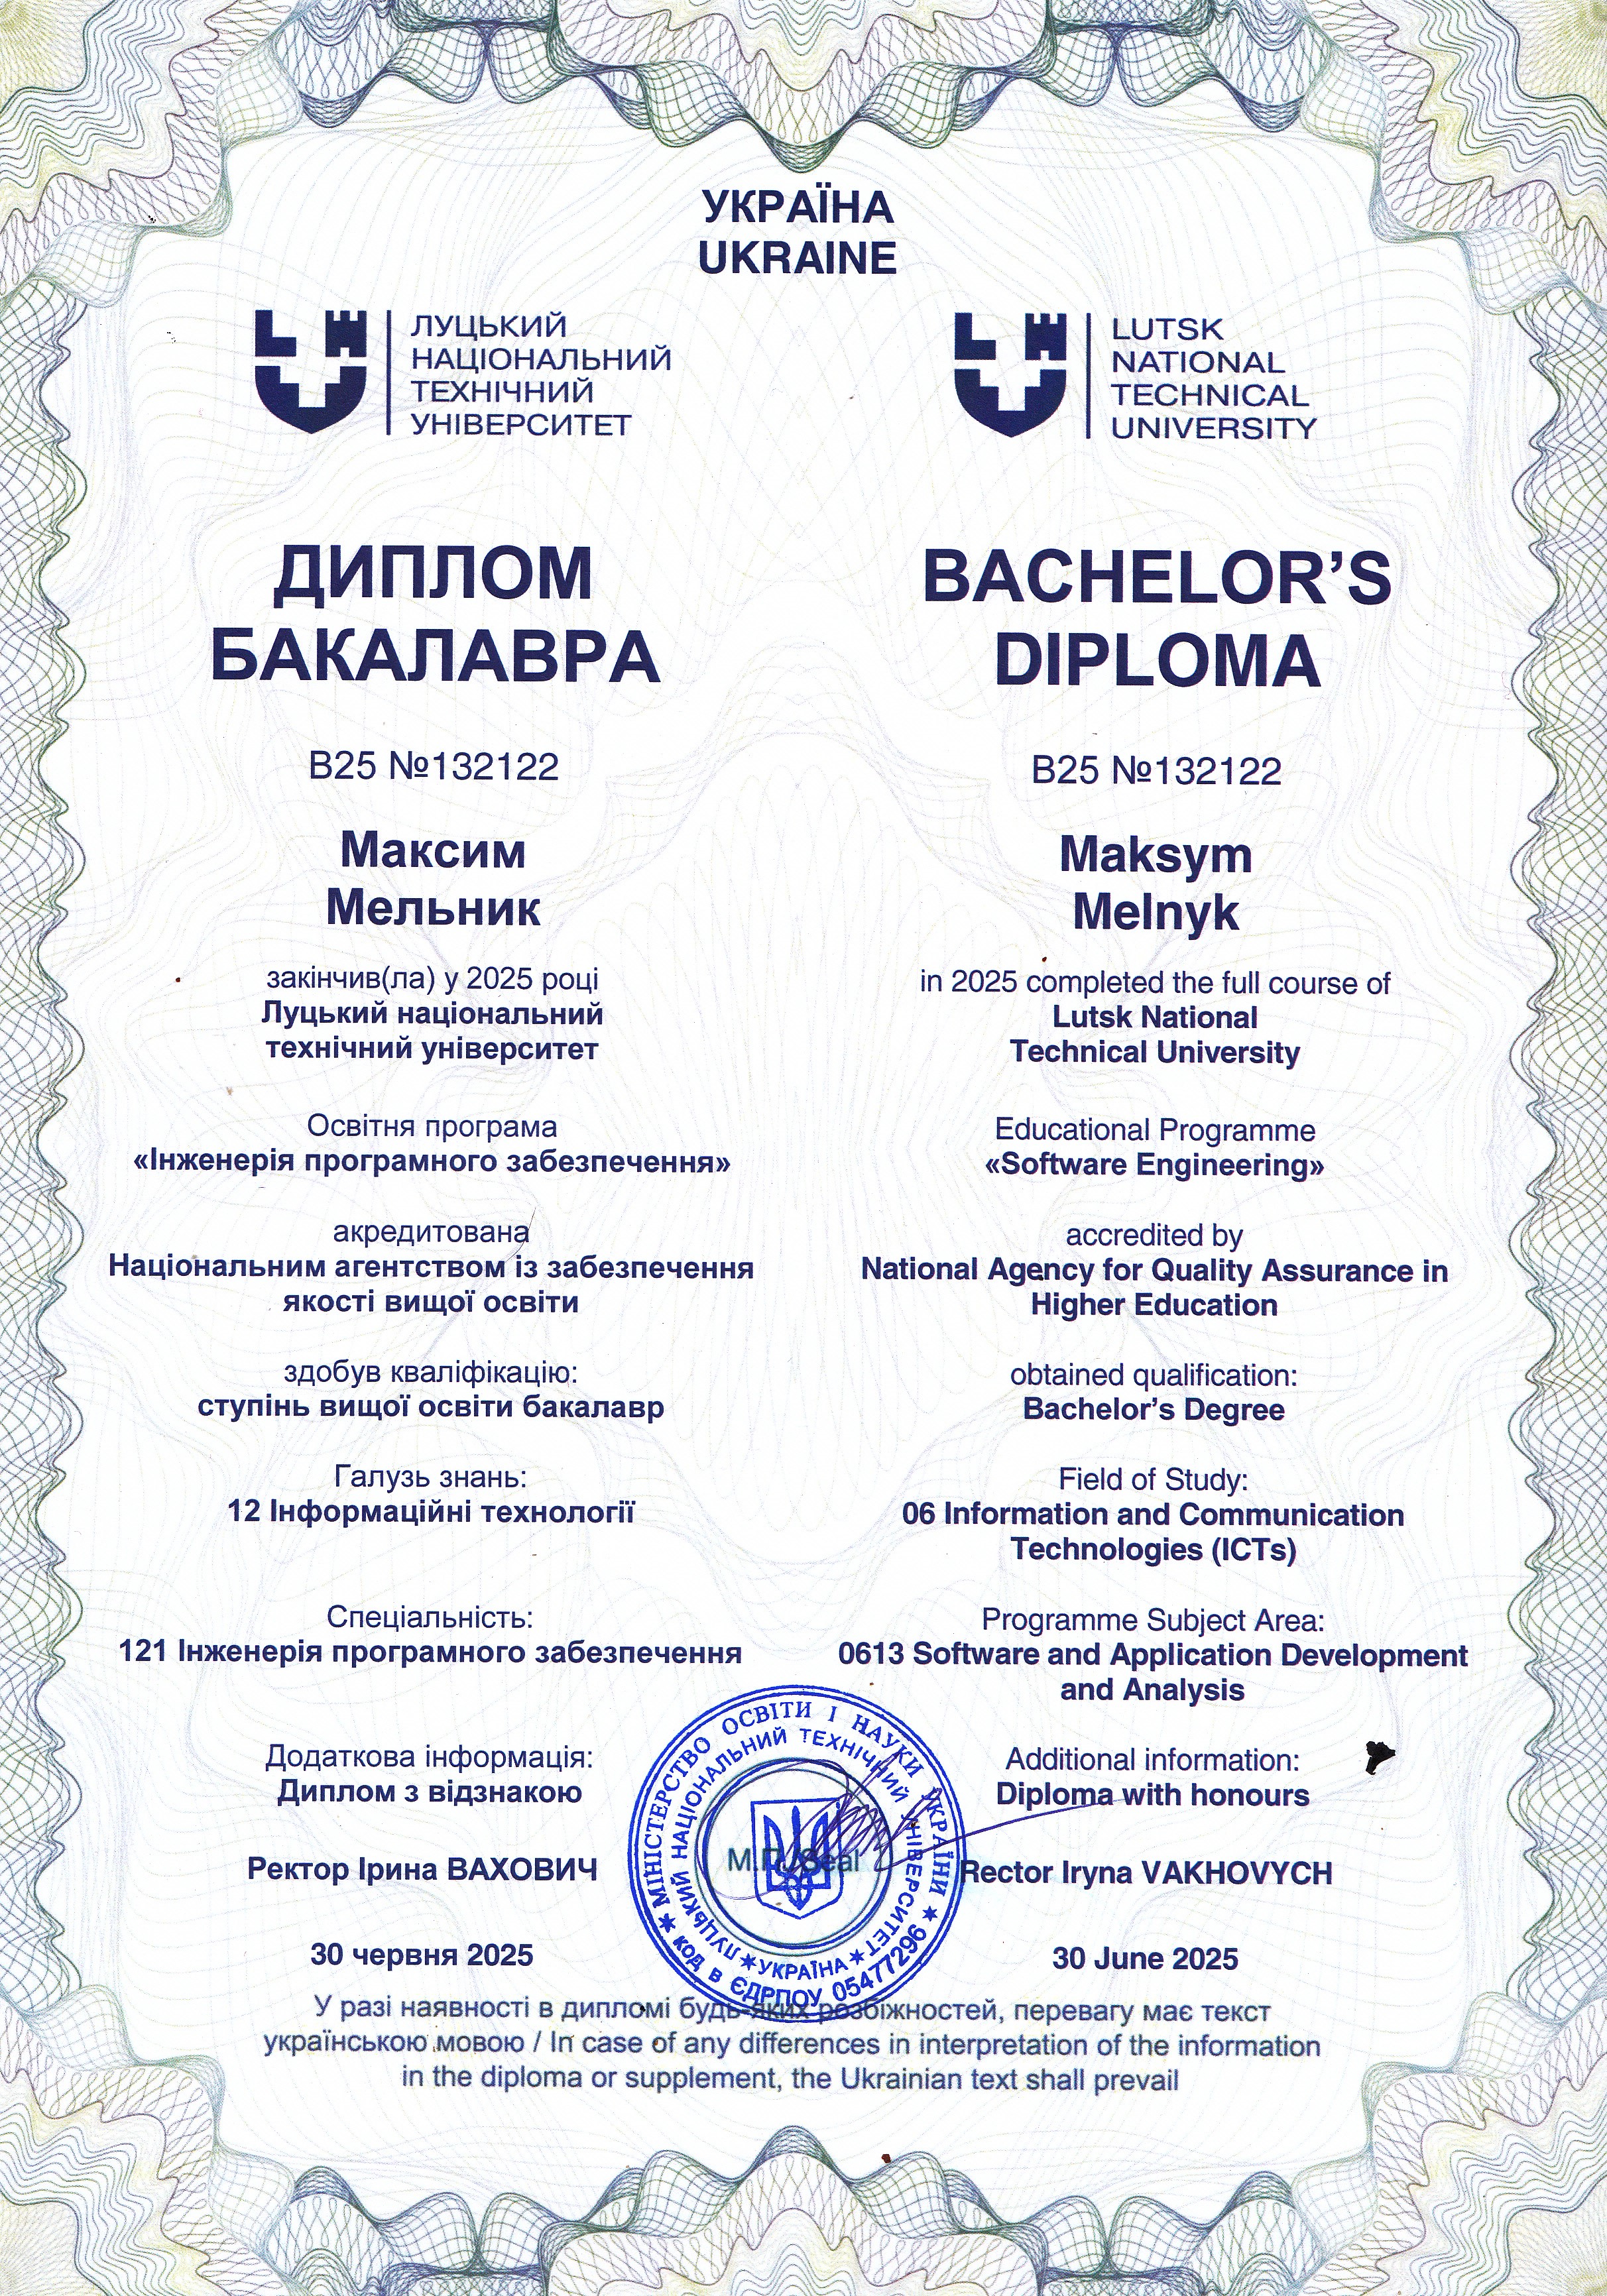 УКРАЇНА
UKRAINE
ЛУЦЬКИЙ
НАЦІОНАЛЬНИЙ
ТЕХНІЧНИЙ
УНІВЕРСИТЕТ
LUTSK
NATIONAL
TECHNICAL
UNIVERSITY
ДИПЛОМ
БАКАЛАВРА
B25 №132122
Максим
Мельник
закінчив(ла) у 2025 році
Луцький національний
технічний університет
Освітня програма
«Інженерія програмного забезпечення»
акредитована
Національним агентством із забезпечення
якості вищої освіти
здобув кваліфікацію:
ступінь вищої освіти бакалавр
Галузь знань:
12 Інформаційні технології
Спеціальність:
121 Інженерія програмного забезпечення
Додаткова інформація:
Диплом з відзнакою
Ректор Ірина ВАХОВИЧ
30 червня 2025
BACHELOR’S
DIPLOMA
B25 №132122
Maksym
Melnyk
in 2025 completed the full course of
Lutsk National
Technical University
Educational Programme
«Software Engineering»
accredited by
National Agency for Quality Assurance in
Higher Education
obtained qualification:
Bachelor’s Degree
Field of Study:
06 Information and Communication
Technologies (ICTs)
Programme Subject Area:
0613 Software and Application Development
and Analysis
Additional information:
Diploma with honours
Rector Iryna VAKHOVYCH
30 June 2025
МІНІСТЕРСТВО ОСВІТИ І НАУКИ УКРАЇНИ
код в ЄДРПОУ 05477296
ЛУЦЬКИЙ НАЦІОНАЛЬНИЙ ТЕХНІЧНИЙ УНІВЕРСИТЕТ
УКРАЇНА
М.П. Seal
У разі наявності в дипломі будь-яких розбіжностей, перевагу має текст
українською мовою / In case of any differences in interpretation of the information
in the diploma or supplement, the Ukrainian text shall prevail